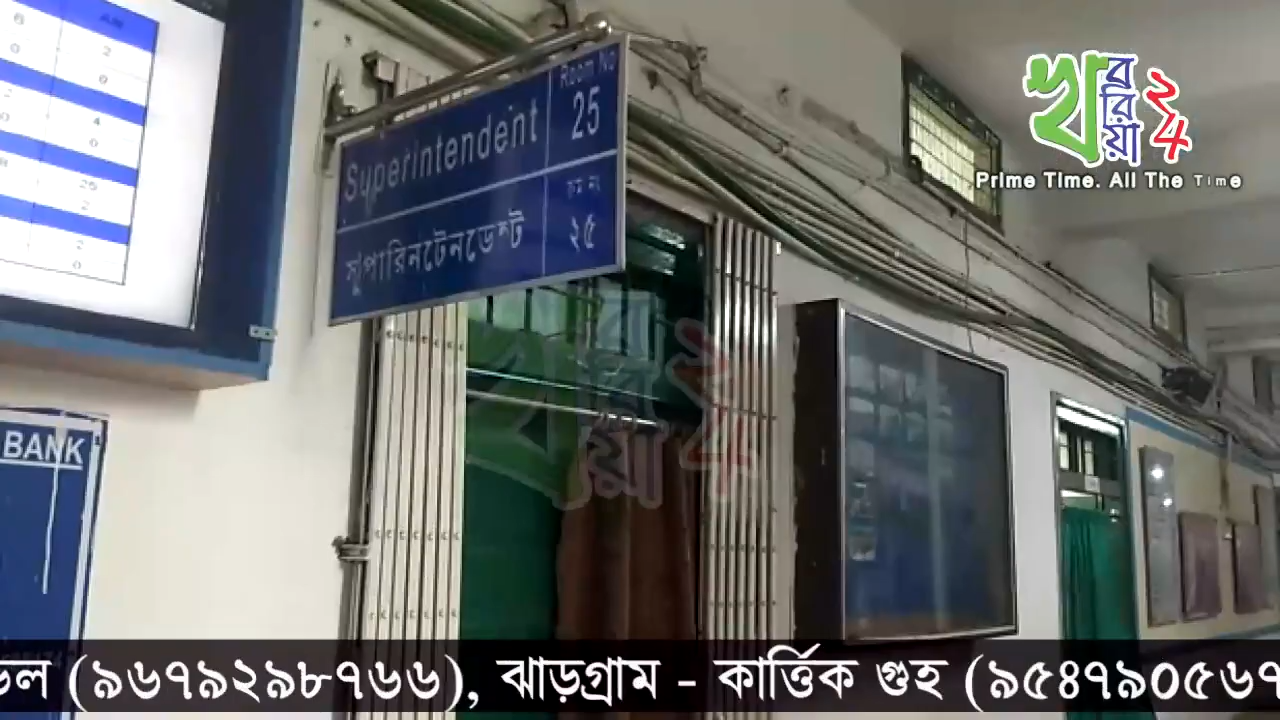 Superintendent
Room No
25
সুপারিনটেনডেন্ট
রুম নং
২৫
BANK
খবরিয়া ২৪
Prime Time. All The Time
ডল (৯৬৭৯২৯৮৭৬৬), ঝাড়গ্রাম - কার্ত্তিক গুহ (৯৫৪৭৯০৫৬৭